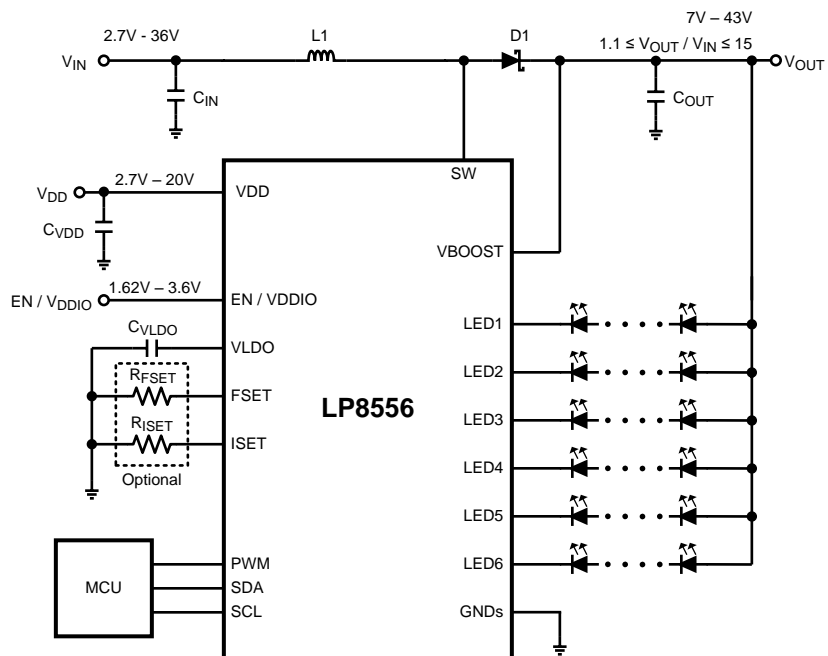 7V – 43V
2.7V - 36V
L1
D1
1.1 ≤ VOUT / VIN ≤ 15
VIN
VOUT
CIN
COUT
SW
2.7V – 20V
VDD
VDD
CVDD
VBOOST
1.62V – 3.6V
EN / VDDIO
EN / VDDIO
LED1
CVLDO
VLDO
LED2
RFSET
FSET
LP8556
LED3
RISET
ISET
LED4
Optional
LED5
MCU
PWM
LED6
SDA
SCL
GNDs